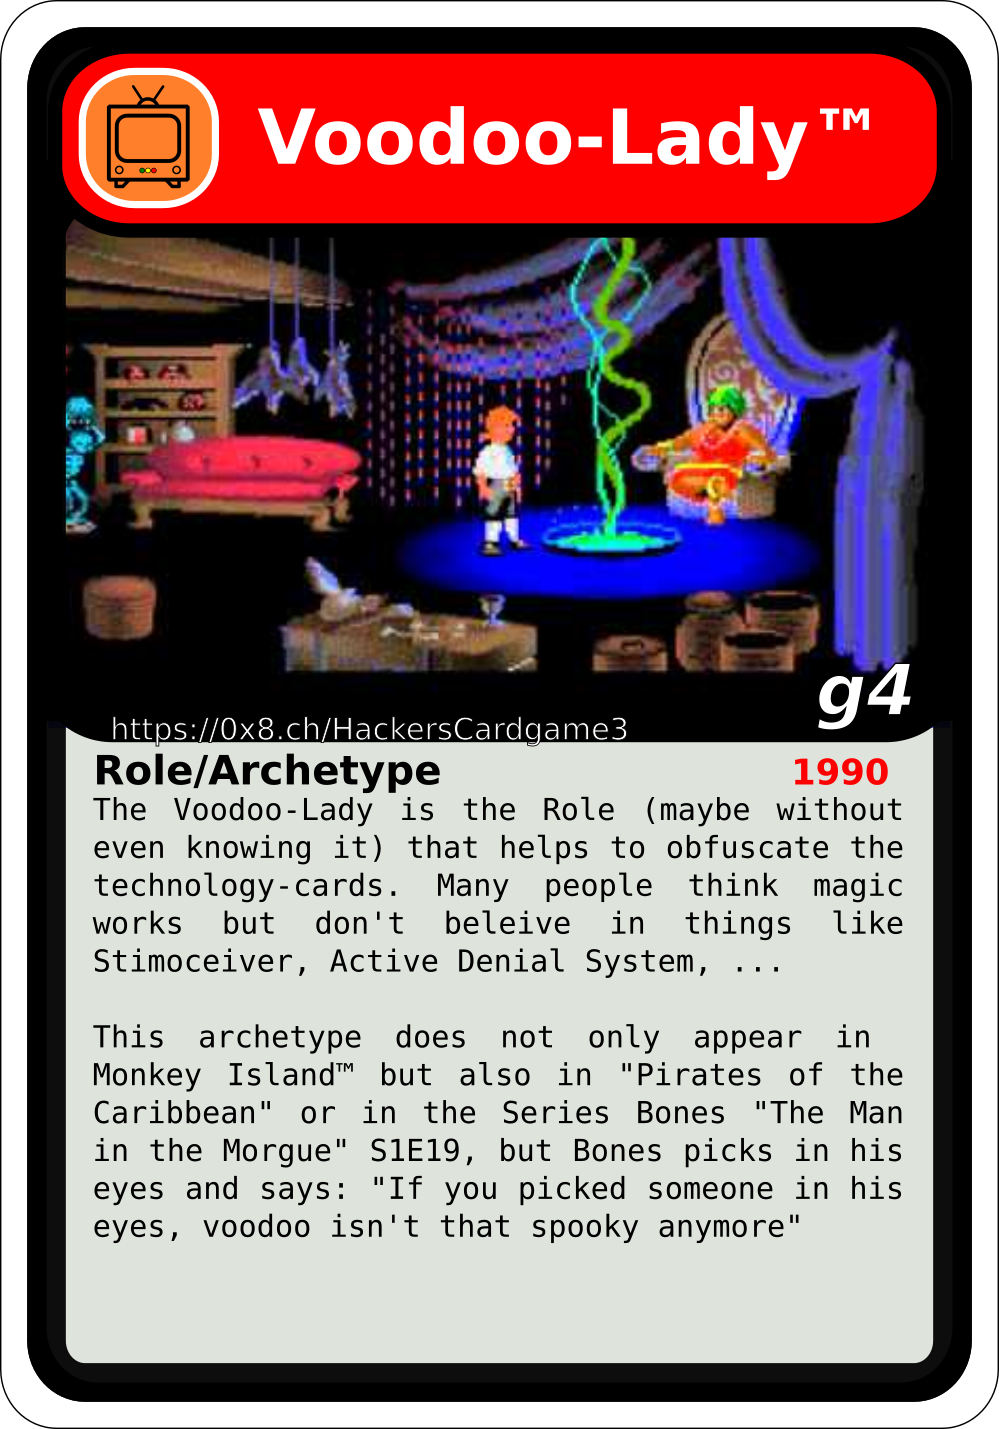 Voodoo-Lady™
g4
https://0x8.ch/HackersCardgame3
Role/Archetype 1990
The Voodoo-Lady is the Role (maybe without
even knowing it) that helps to obfuscate the
technology-cards. Many people think magic
works but don't beleive in things like
Stimoceiver, Active Denial System, ...
This archetype does not only appear in
Monkey Island™ but also in "Pirates of the
Caribbean" or in the Series Bones "The Man
in the Morgue" S1E19, but Bones picks in his
eyes and says: "If you picked someone in his
eyes, voodoo isn't that spooky anymore"